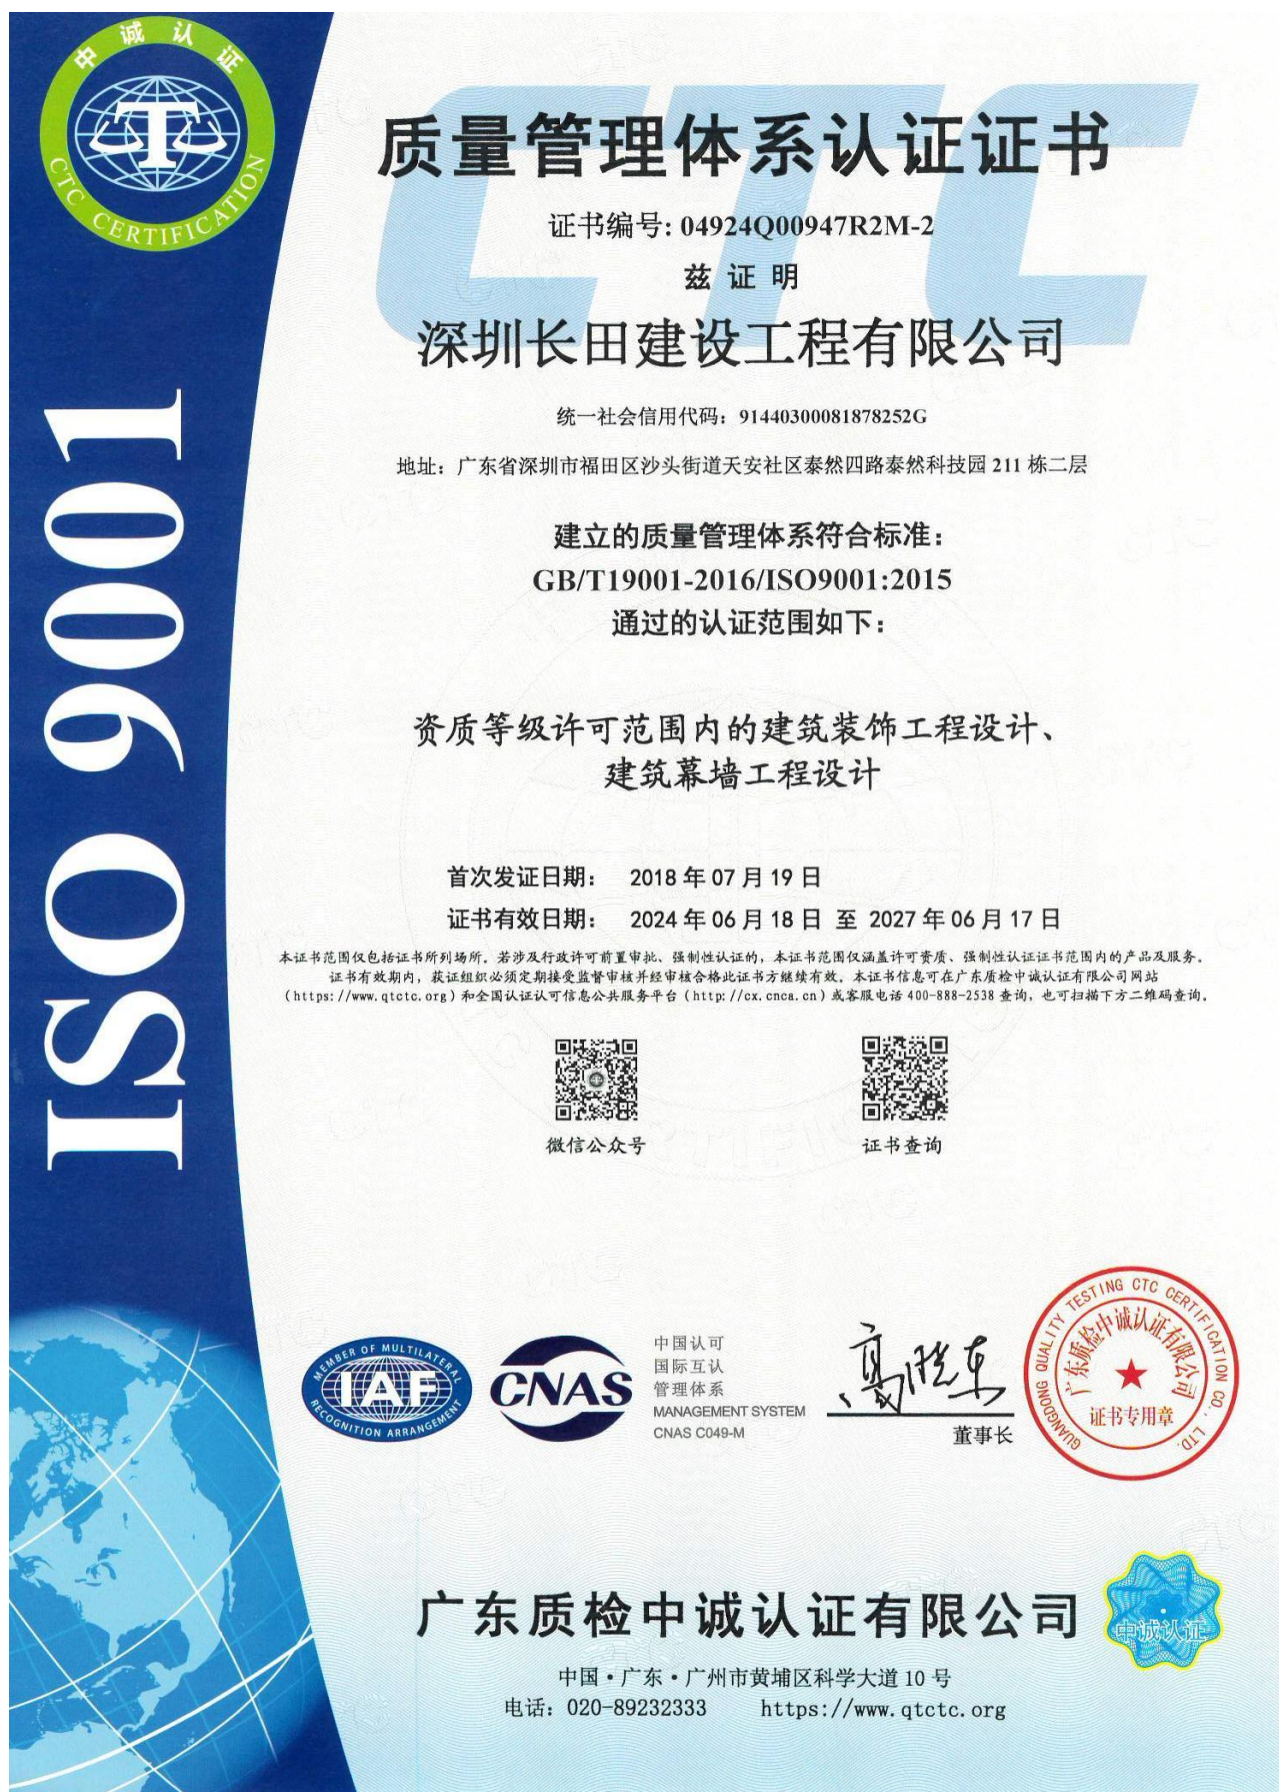 中诚认证
CTC CERTIFICATION
ISO 9001
CTC
质量管理体系认证证书
证书编号: 04924Q00947R2M-2
兹证明
深圳长田建设工程有限公司
统一社会信用代码：91440300081878252G
地址：广东省深圳市福田区沙头街道天安社区泰然四路泰然科技园 211 栋二层
建立的质量管理体系符合标准：
GB/T19001-2016/ISO9001:2015
通过的认证范围如下：
资质等级许可范围内的建筑装饰工程设计、
建筑幕墙工程设计
首次发证日期： 2018 年 07 月 19 日
证书有效日期： 2024 年 06 月 18 日 至 2027 年 06 月 17 日
本证书范围仅包括证书所列场所。若涉及行政许可前置审批、强制性认证的，本证书范围仅涵盖许可资质、强制性认证证书范围内的产品及服务。
证书有效期内，获证组织必须定期接受监督审核并经审核合格此证书方继续有效。本证书信息可在广东质检中诚认证有限公司网站
（https://www.qtctc.org）和全国认证认可信息公共服务平台（http://cx.cnca.cn）或客服电话 400-888-2538 查询，也可扫描下方二维码查询。
微信公众号
证书查询
MEMBER OF MULTILATERAL
IAF
RECOGNITION ARRANGEMENT
CNAS
中国认可
国际互认
管理体系
MANAGEMENT SYSTEM
CNAS C049-M
高晓东
董事长
GUANGDONG QUALITY TESTING CTC CERTIFICATION CO., LTD.
广东质检中诚认证有限公司
证书专用章
广东质检中诚认证有限公司
中诚认证
中国·广东·广州市黄埔区科学大道 10 号
电话：020-89232333 https://www.qtctc.org